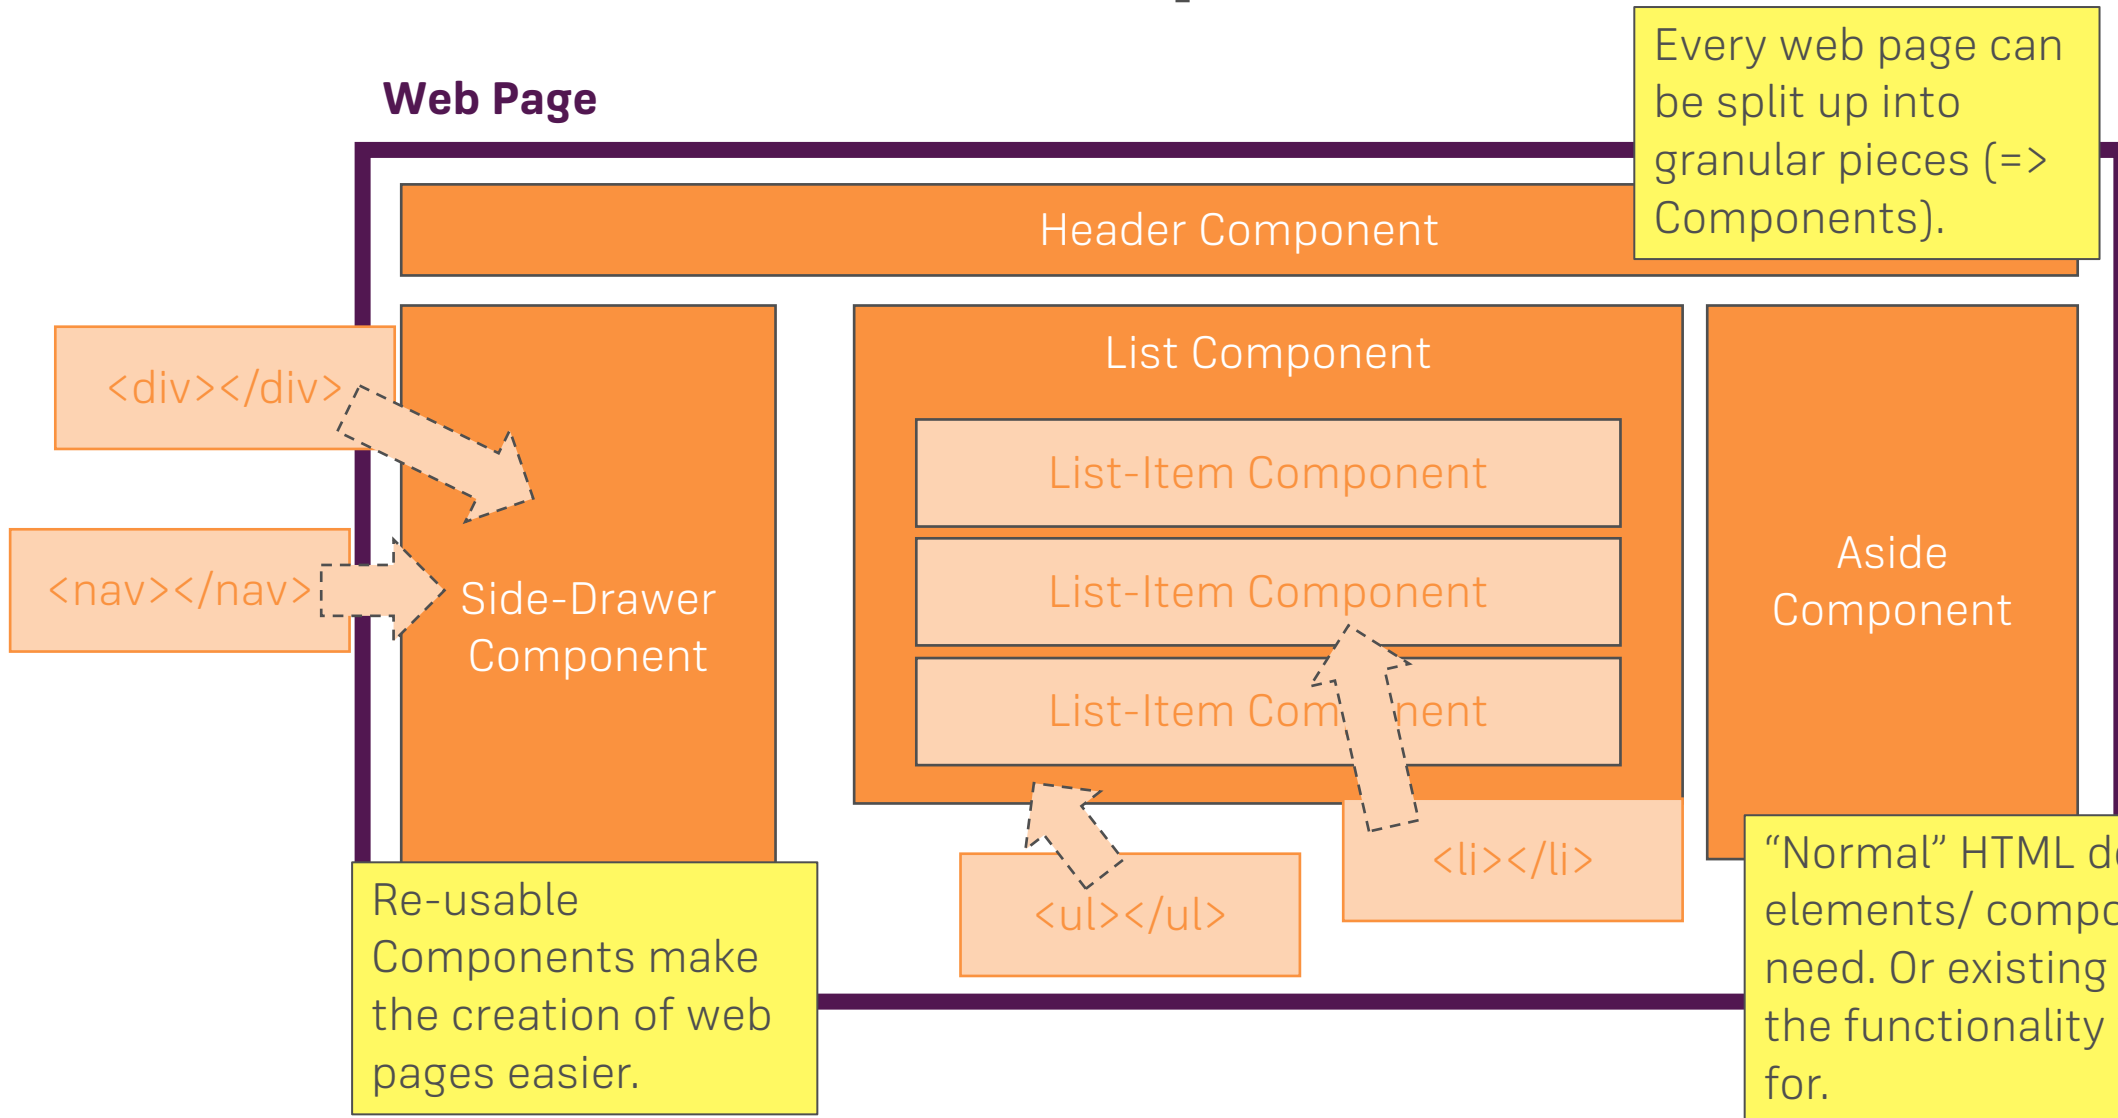 Every web page can
be split up into
granular pieces (=>
Components).
Web Page
Header Component
<div></div>
<nav></nav>
Side-Drawer
Component
List Component
List-Item Component
List-Item Component
List-Item Component
<ul></ul>
<li></li>
Aside
Component
Re-usable
Components make
the creation of web
pages easier.
“Normal” HTML
elements/
need. Or existing
the functionality
for.